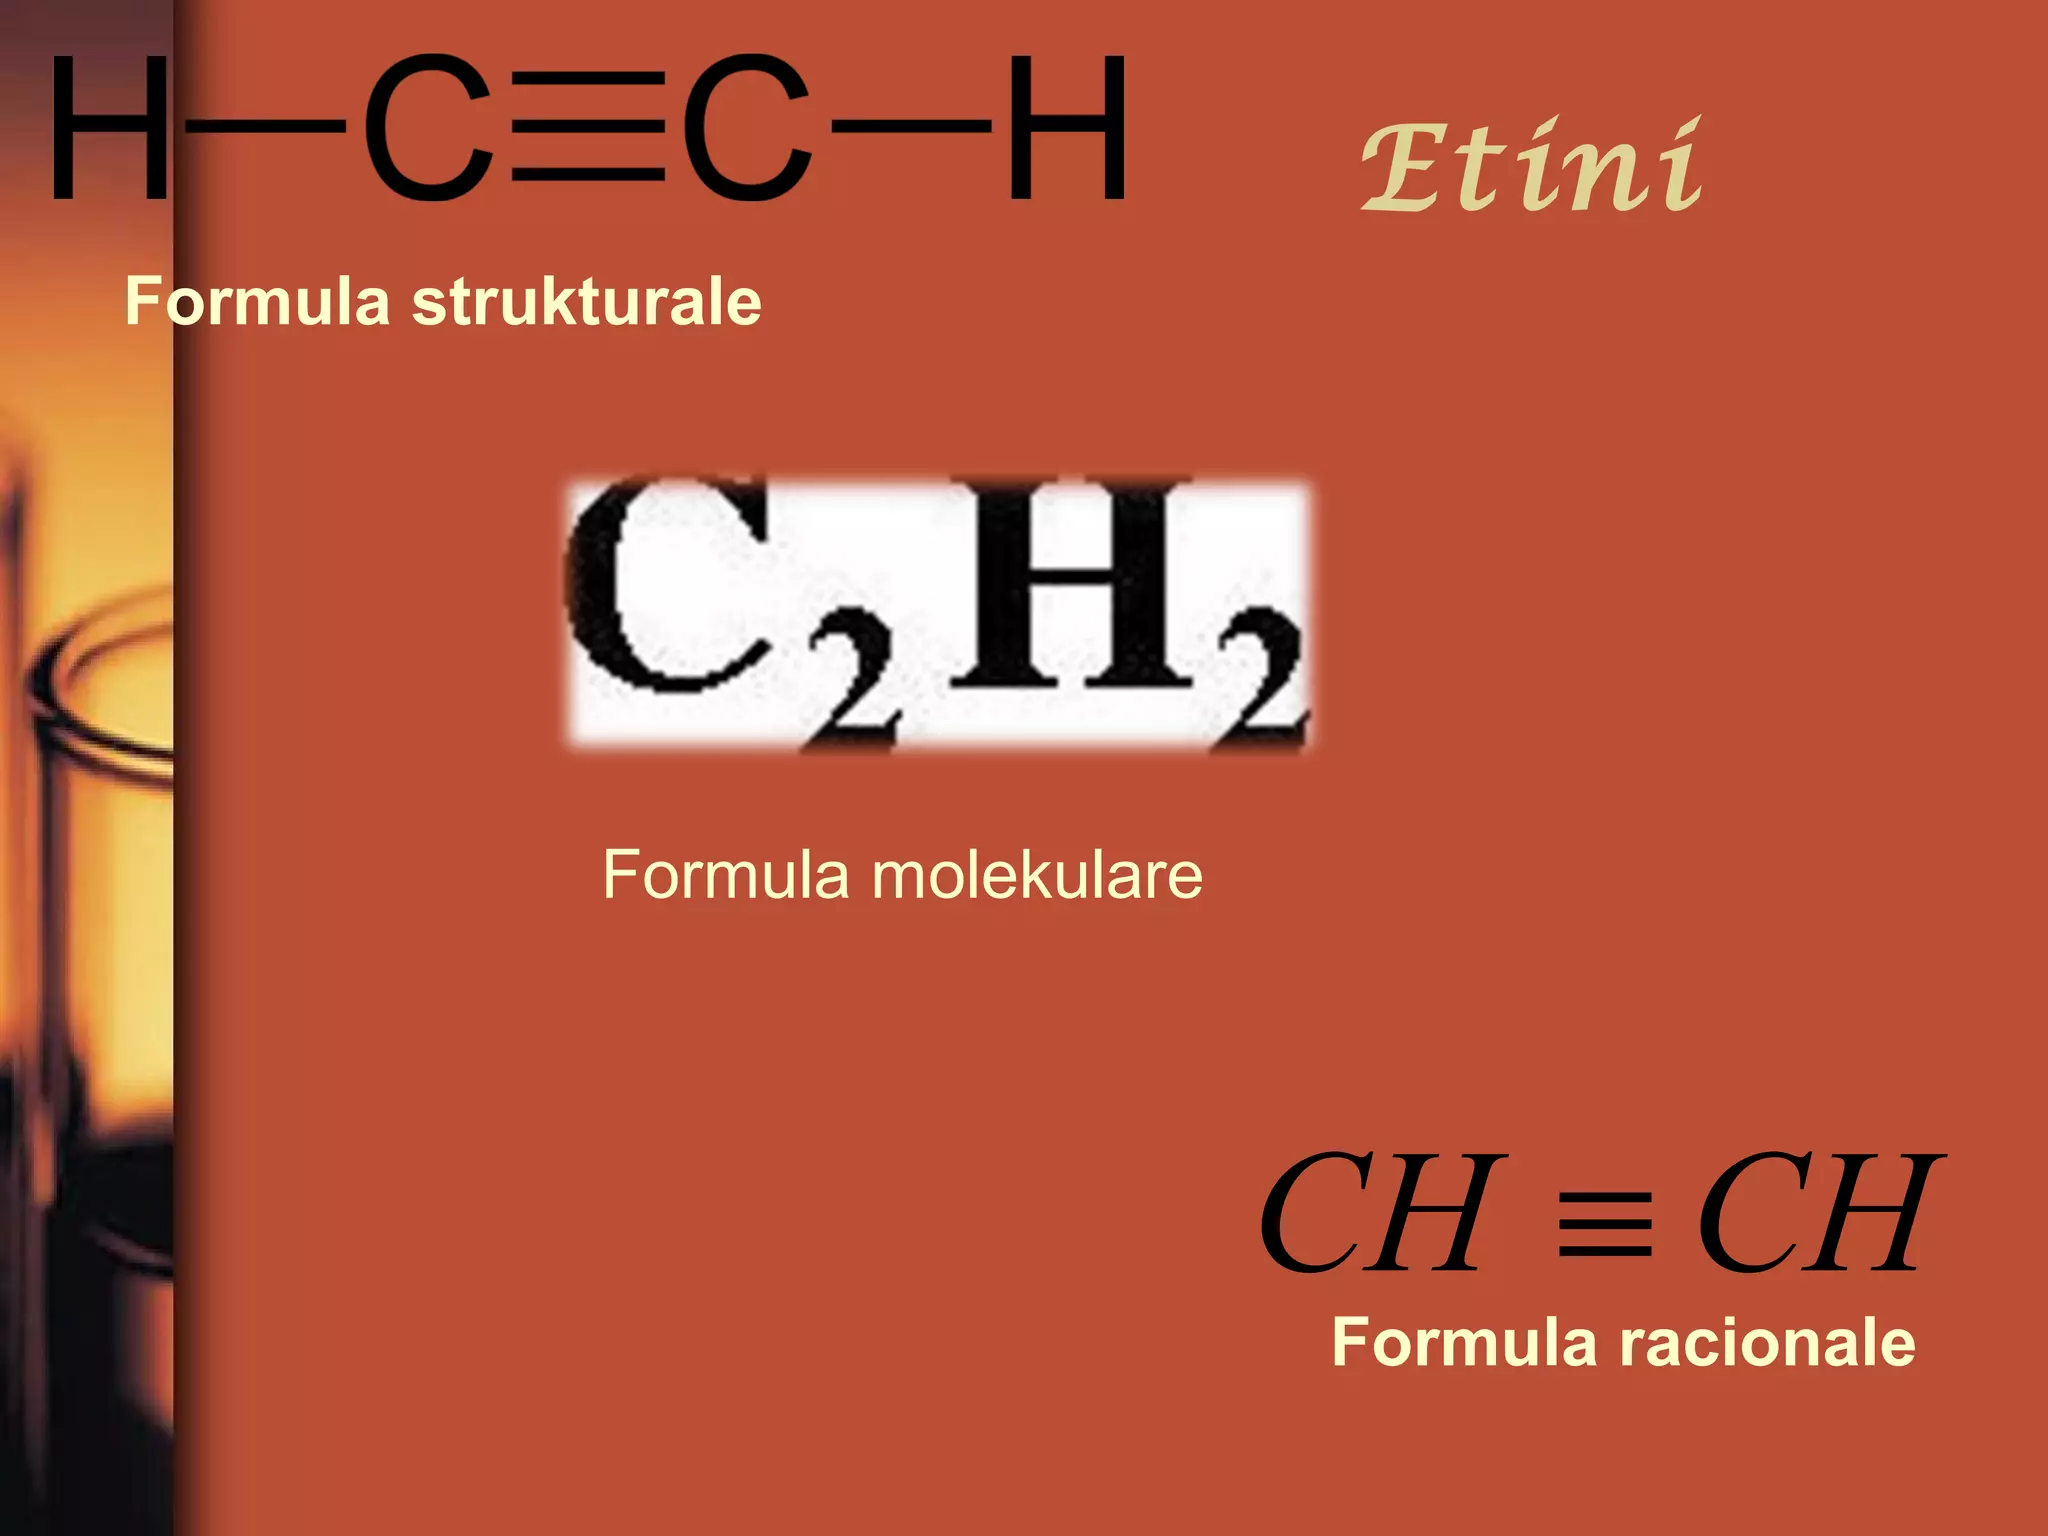 H—C≡C—H
Etini
Formula strukturale
C₂H₂
Formula molekulare
CH ≡ CH
Formula racionale